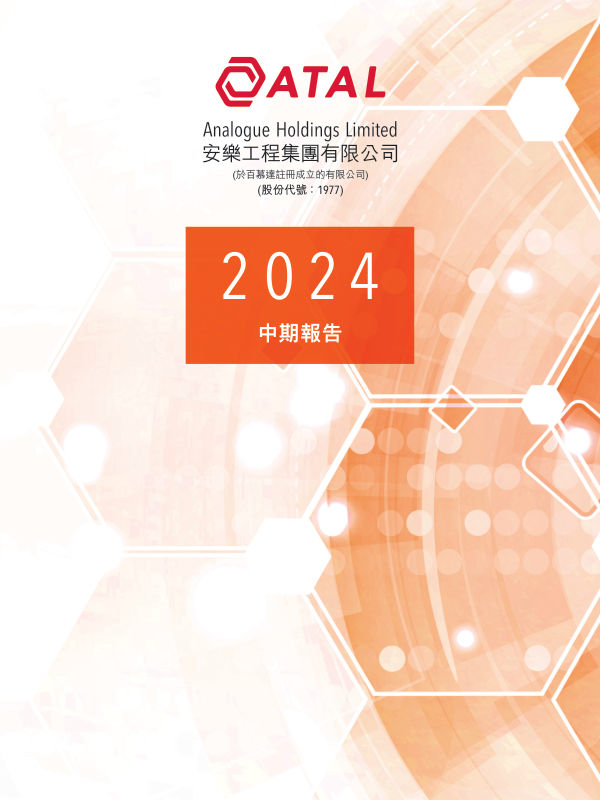 ATAL
Analogue Holdings Limited
安樂工程集團有限公司
(於百慕達註冊成立的有限公司)
(股份代號：1977)
2024
中期報告